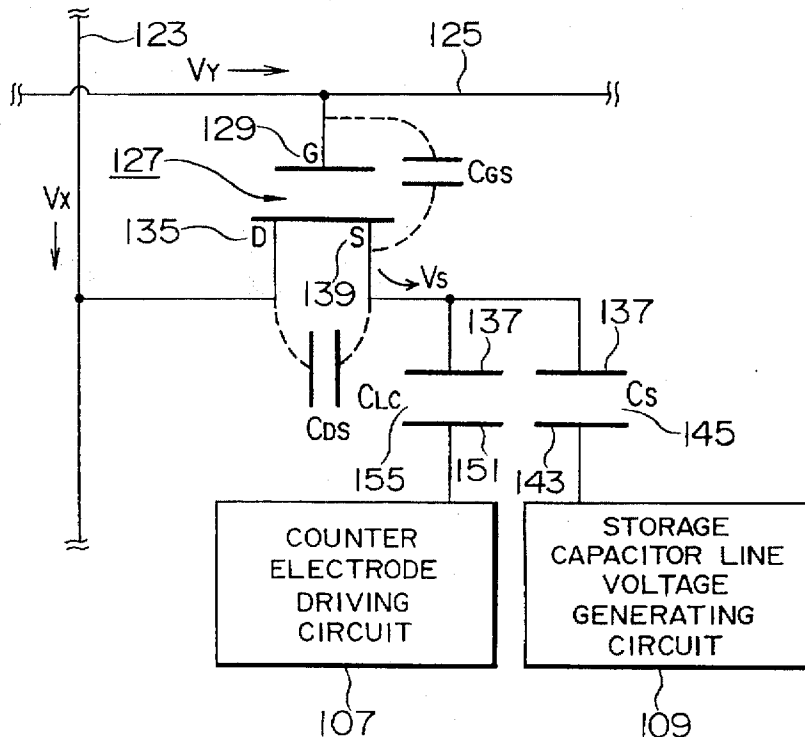 123
VY
125
129
G
CGS
127
VX
135
D
S
139
VS
137
137
CLC
CS
CDS
155
151
143
145
COUNTER
ELECTRODE
DRIVING
CIRCUIT
STORAGE
CAPACITOR LINE
VOLTAGE
GENERATING
CIRCUIT
107
109